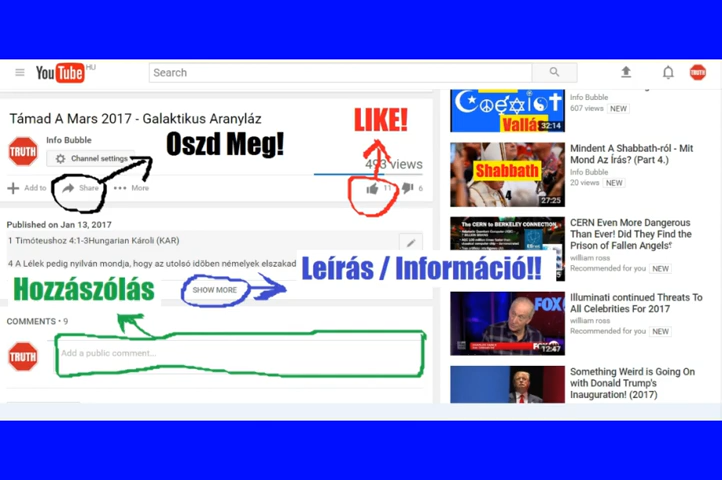 YouTube HU
Search
TRUTH
Támad A Mars 2017 - Galaktikus Aranyláz
LIKE!
TRUTH
Info Bubble
Channel settings
Oszd Meg!
493 views
Add to
Share
More
11
6
Published on Jan 13, 2017
1 Timóteushoz 4:1-3Hungarian Károli (KAR)
4 A Lélek pedig nyilván mondja, hogy az utolsó időben némelyek elszakad
Leírás / Információ!!
Hozzászólás
SHOW MORE
COMMENTS • 9
TRUTH
Add a public comment...
Coexist
Vallás
32:14
Info Bubble
607 views NEW
Shabbath
27:25
Mindent A Shabbath-ról - Mit
Mond Az Írás? (Part 4.)
Info Bubble
20 views NEW
The CERN to BERKELEY CONNECTION
CERN Even More Dangerous
Than Ever! Did They Find the
Prison of Fallen Angels"
william ross
Recommended for you NEW
FOX
12:47
Illuminati continued Threats To
All Celebrities For 2017
william ross
Recommended for you NEW
Something Weird is Going On
with Donald Trump's
Inauguration! (2017)